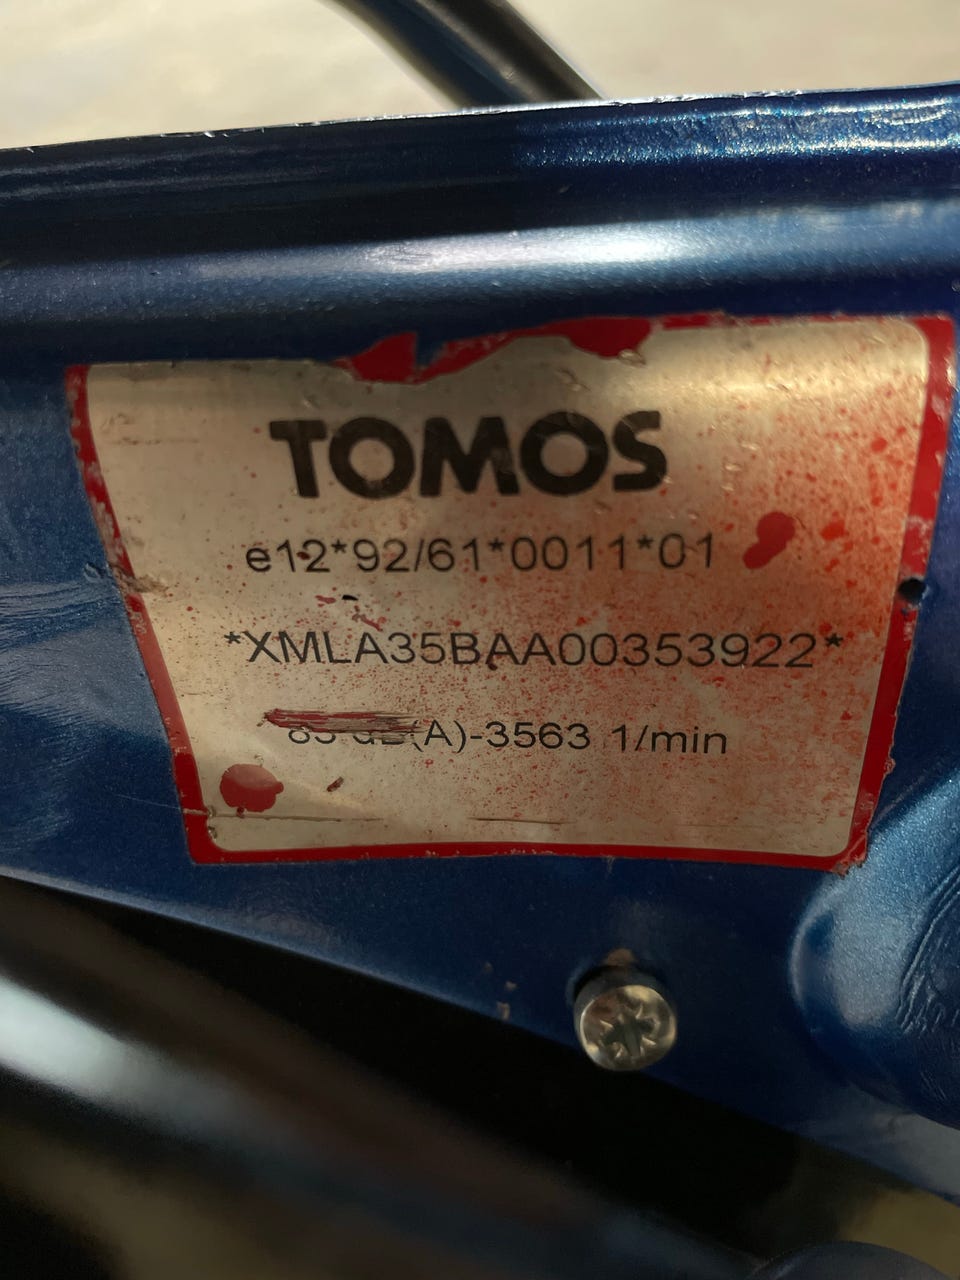 TOMOS
e12*92/61*0011*01
*XMLA35BAA00353922*
(A)-3563 1/min